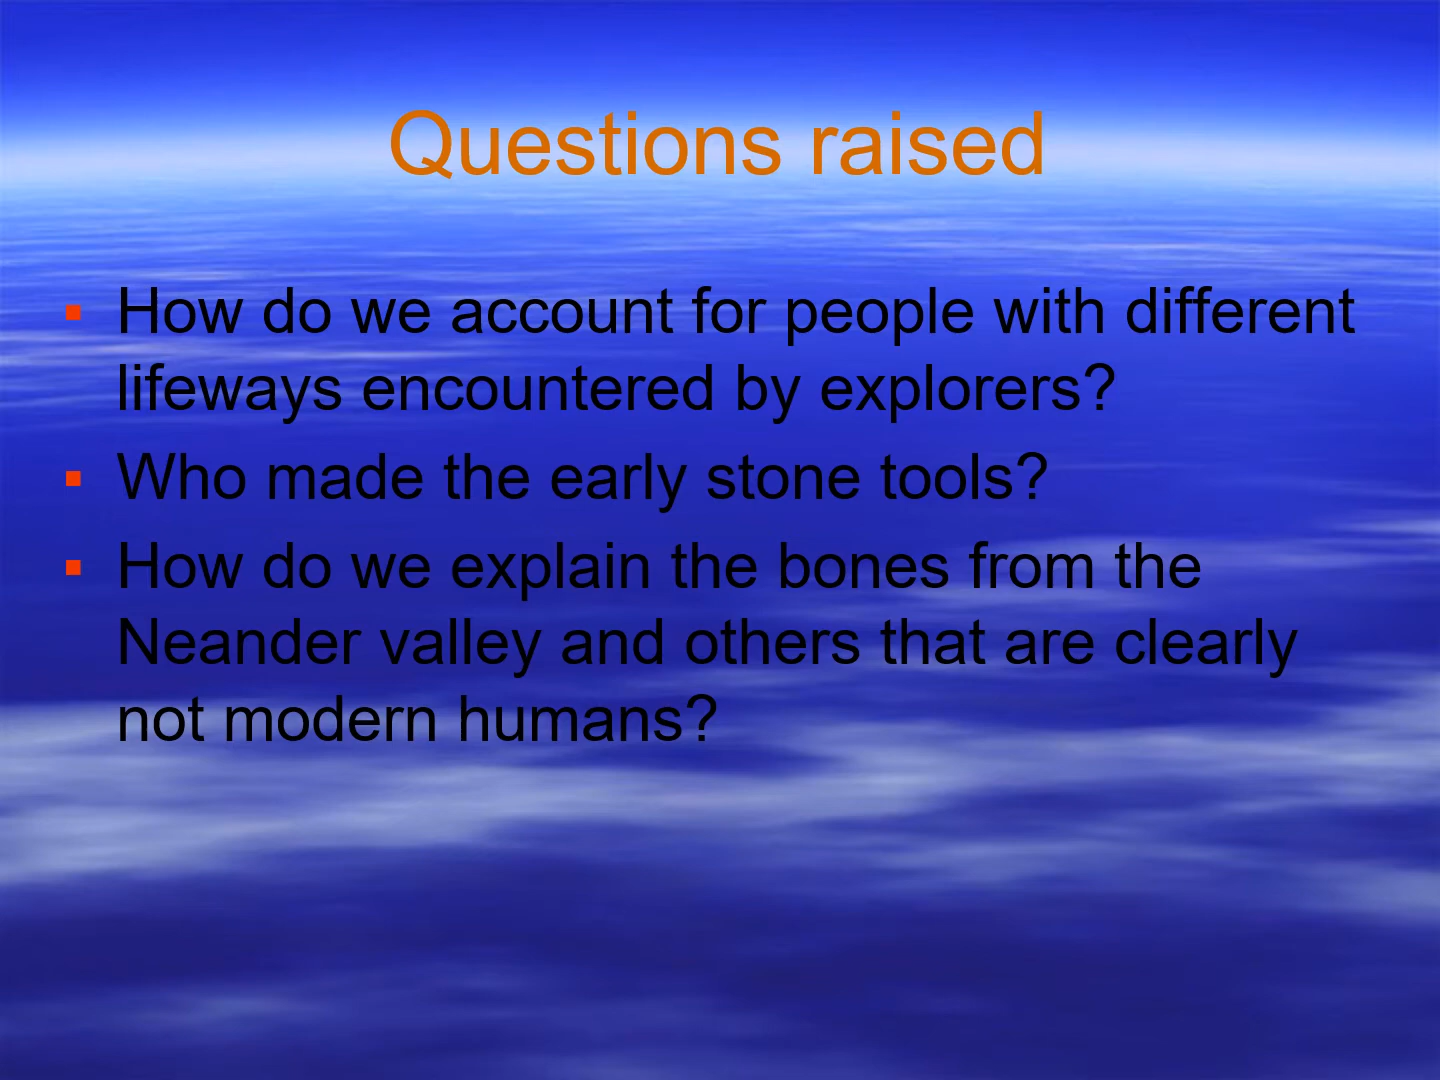 Questions raised
▪ How do we account for people with different
lifeways encountered by explorers?
▪ Who made the early stone tools?
▪ How do we explain the bones from the
Neander valley and others that are clearly
not modern humans?